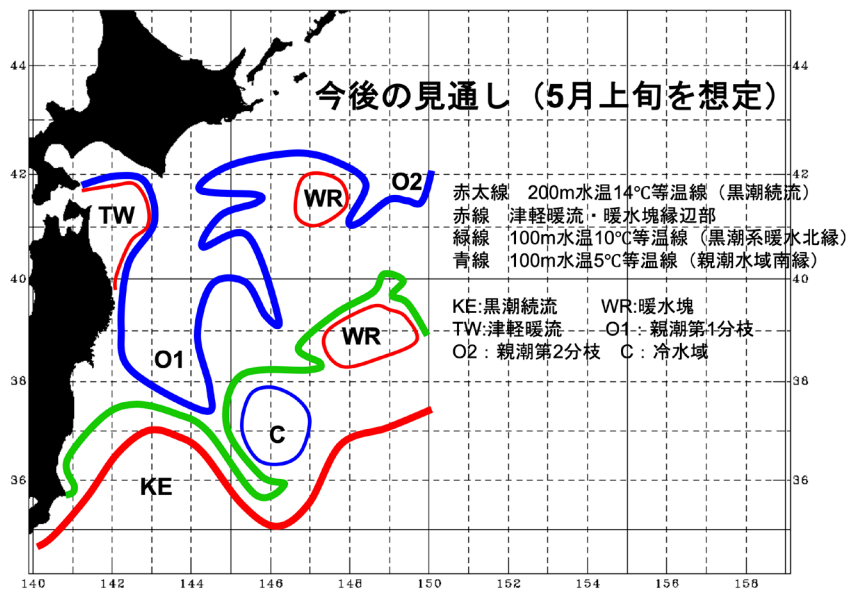 今後の見通し（5月上旬を想定）
44
44
42
42
40
40
38
38
36
36
TW
WR
O2
WR
O1
C
KE
赤太線　200m水温14℃等温線（黒潮続流）
赤線　津軽暖流・暖水塊縁辺部
緑線　100m水温10℃等温線（黒潮系暖水北縁）
青線　100m水温5℃等温線（親潮水域南縁）
KE:黒潮続流　　WR:暖水塊
TW:津軽暖流　　O1：親潮第1分枝
O2：親潮第2分枝　C：冷水域
140 142 144 146 148 150 152 154 156 158